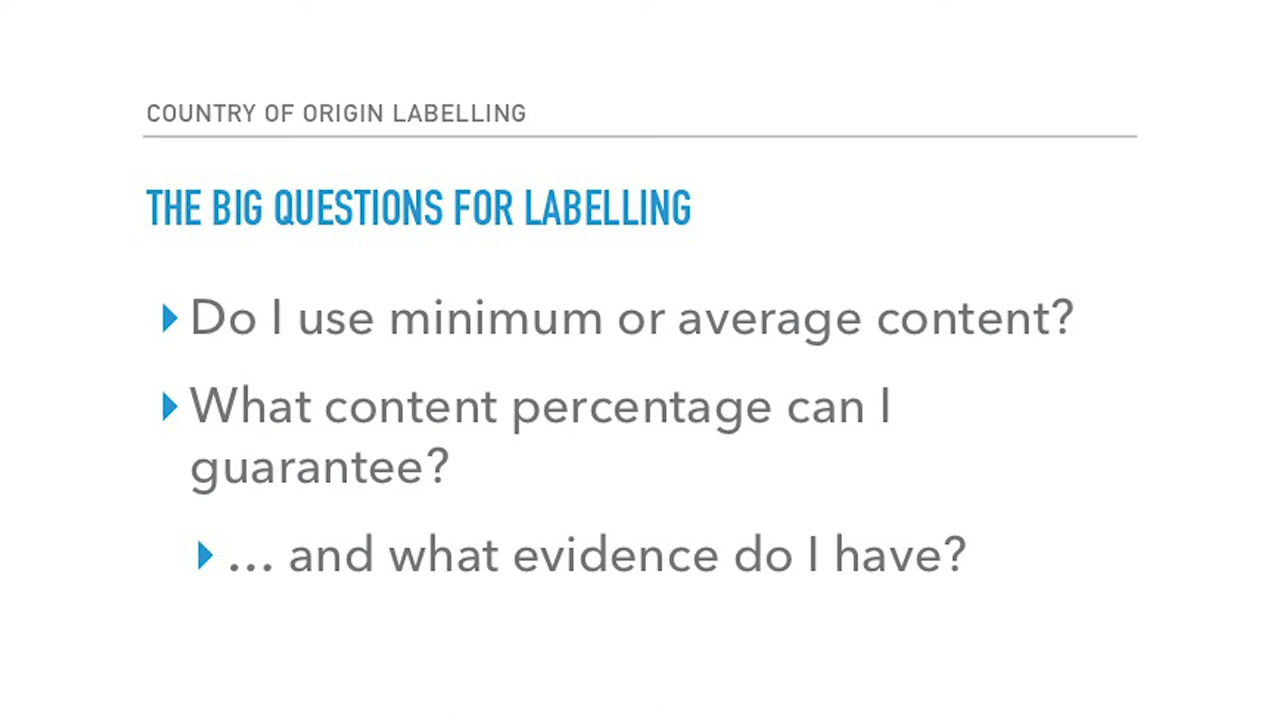 COUNTRY OF ORIGIN LABELLING
THE BIG QUESTIONS FOR LABELLING
Do I use minimum or average content?
What content percentage can I
guarantee?
… and what evidence do I have?